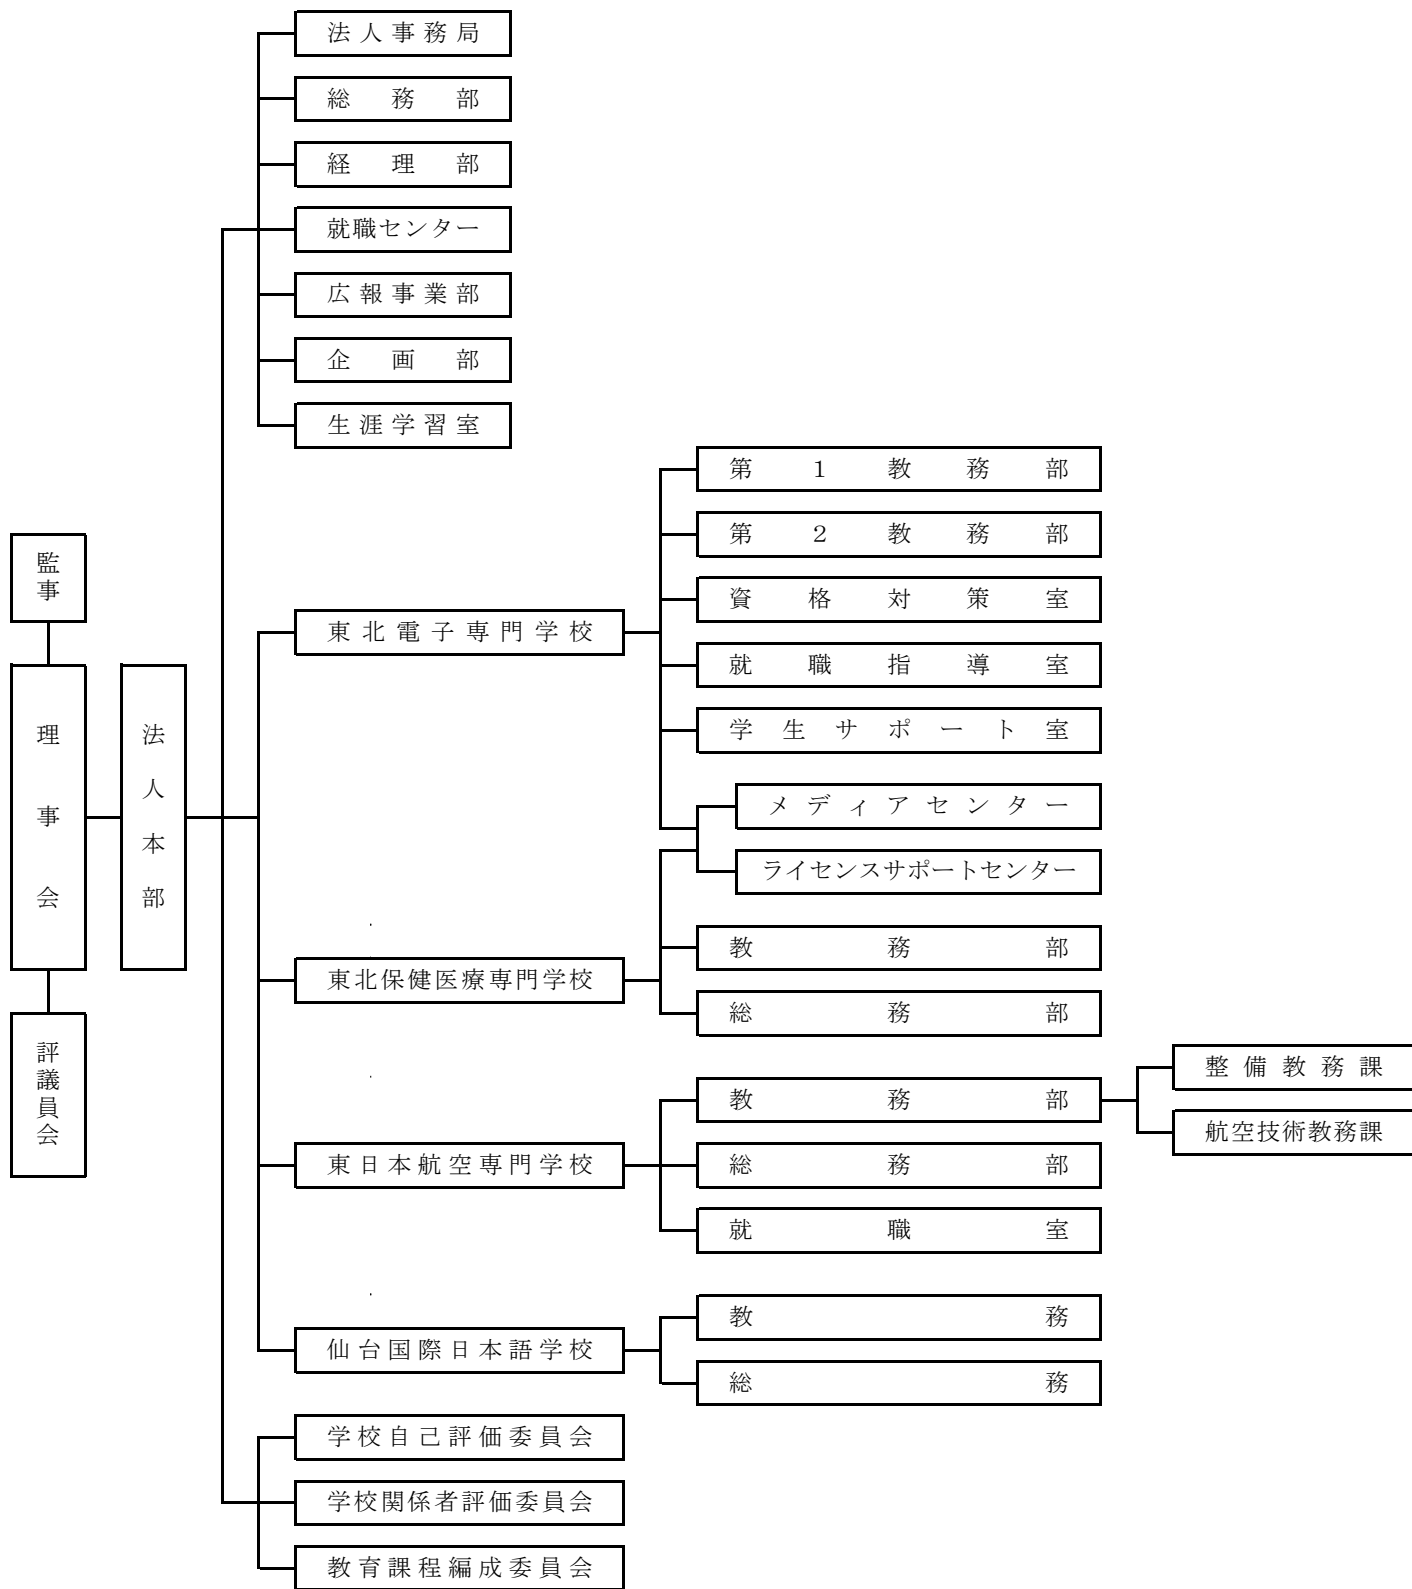 法人事務局
総務部
経理部
就職センター
広報事業部
企画部
生涯学習室
監事
理事会
評議員会
法人本部
東北電子専門学校
第1教務部
第2教務部
資格対策室
就職指導室
学生サポート室
メディアセンター
ライセンスサポートセンター
東北保健医療専門学校
教務部
総務部
東日本航空専門学校
教務部
整備教務課
航空技術教務課
総務部
就職室
仙台国際日本語学校
教務
総務
学校自己評価委員会
学校関係者評価委員会
教育課程編成委員会